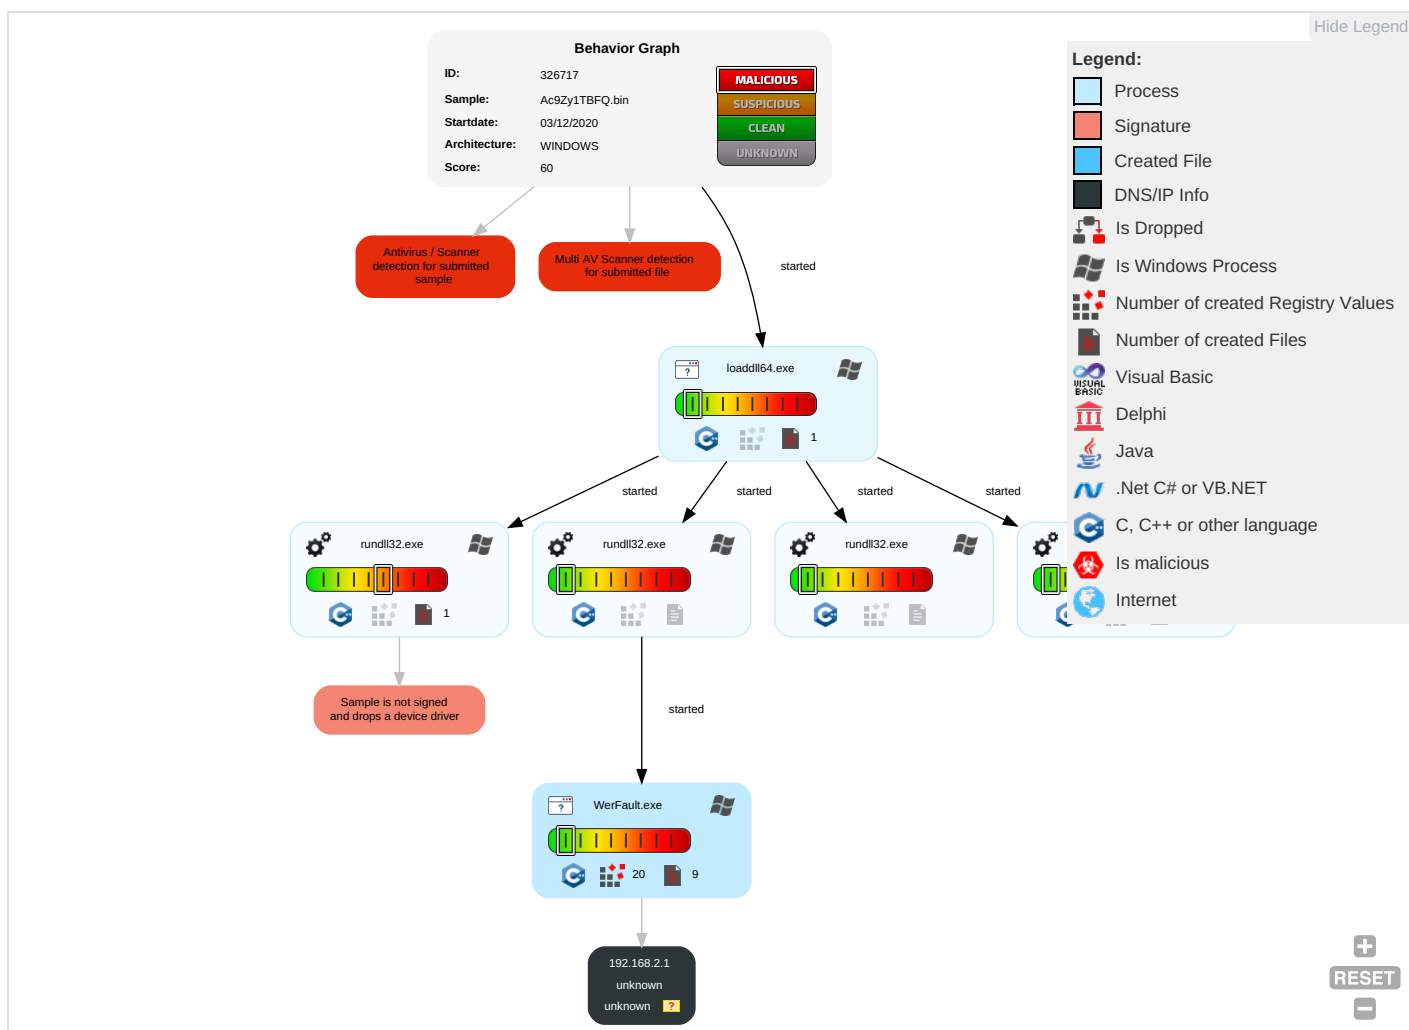 Hide Legend
Behavior Graph
ID: 326717
Sample: Ac9Zy1TBFQ.bin
Startdate: 03/12/2020
Architecture: WINDOWS
Score: 60
MALICIOUS
SUSPICIOUS
CLEAN
UNKNOWN
Legend:
Process
Signature
Created File
DNS/IP Info
Is Dropped
Is Windows Process
Number of created Registry Values
Number of created Files
VISUAL
BASIC
Visual Basic
Delphi
Java
.Net C# or VB.NET
C, C++ or other language
Is malicious
Internet
Antivirus / Scanner
detection for submitted
sample
Multi AV Scanner detection
for submitted file
started
?
loaddll64.exe
1
started
started
started
started
rundll32.exe
1
rundll32.exe
rundll32.exe
Sample is not signed
and drops a device driver
started
?
WerFault.exe
20
9
192.168.2.1
unknown
unknown ?
RESET